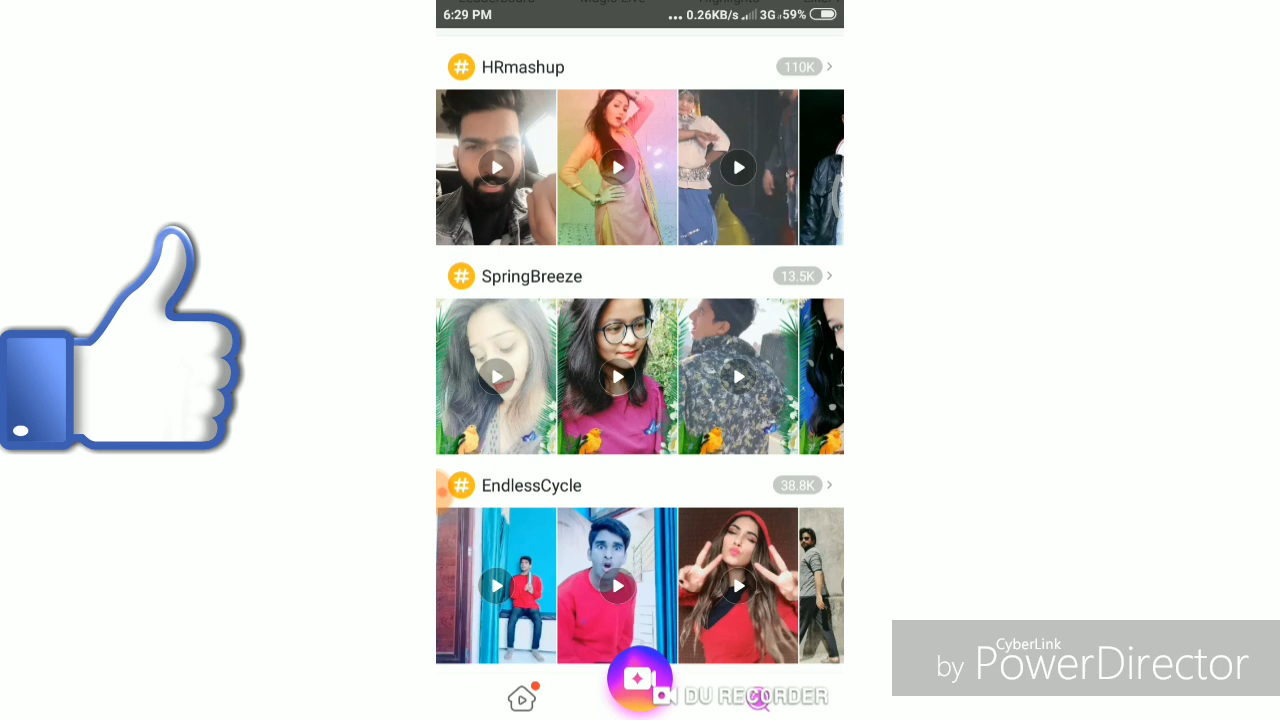 6:29 PM
... 0.26KB/s 3G 59%
# HRmashup
110K >
# SpringBreeze
13.5K >
# EndlessCycle
38.8K >
DU RECORDER
CyberLink
by PowerDirector